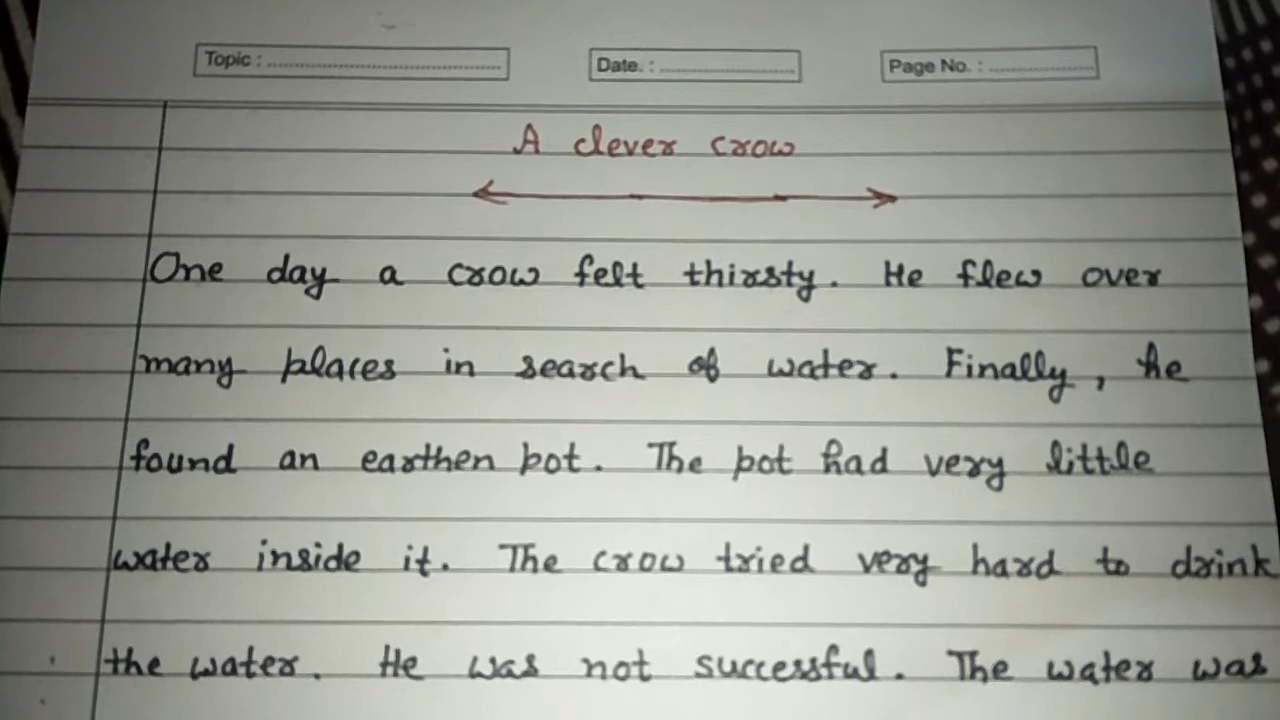 Topic : ........................................
Date. : ........................
Page No. : ..................
A clever crow
One day a crow felt thirsty. He flew over
many places in search of water. Finally, he
found an earthen pot. The pot had very little
water inside it. The crow tried very hard to drink
the water. He was not successful. The water was